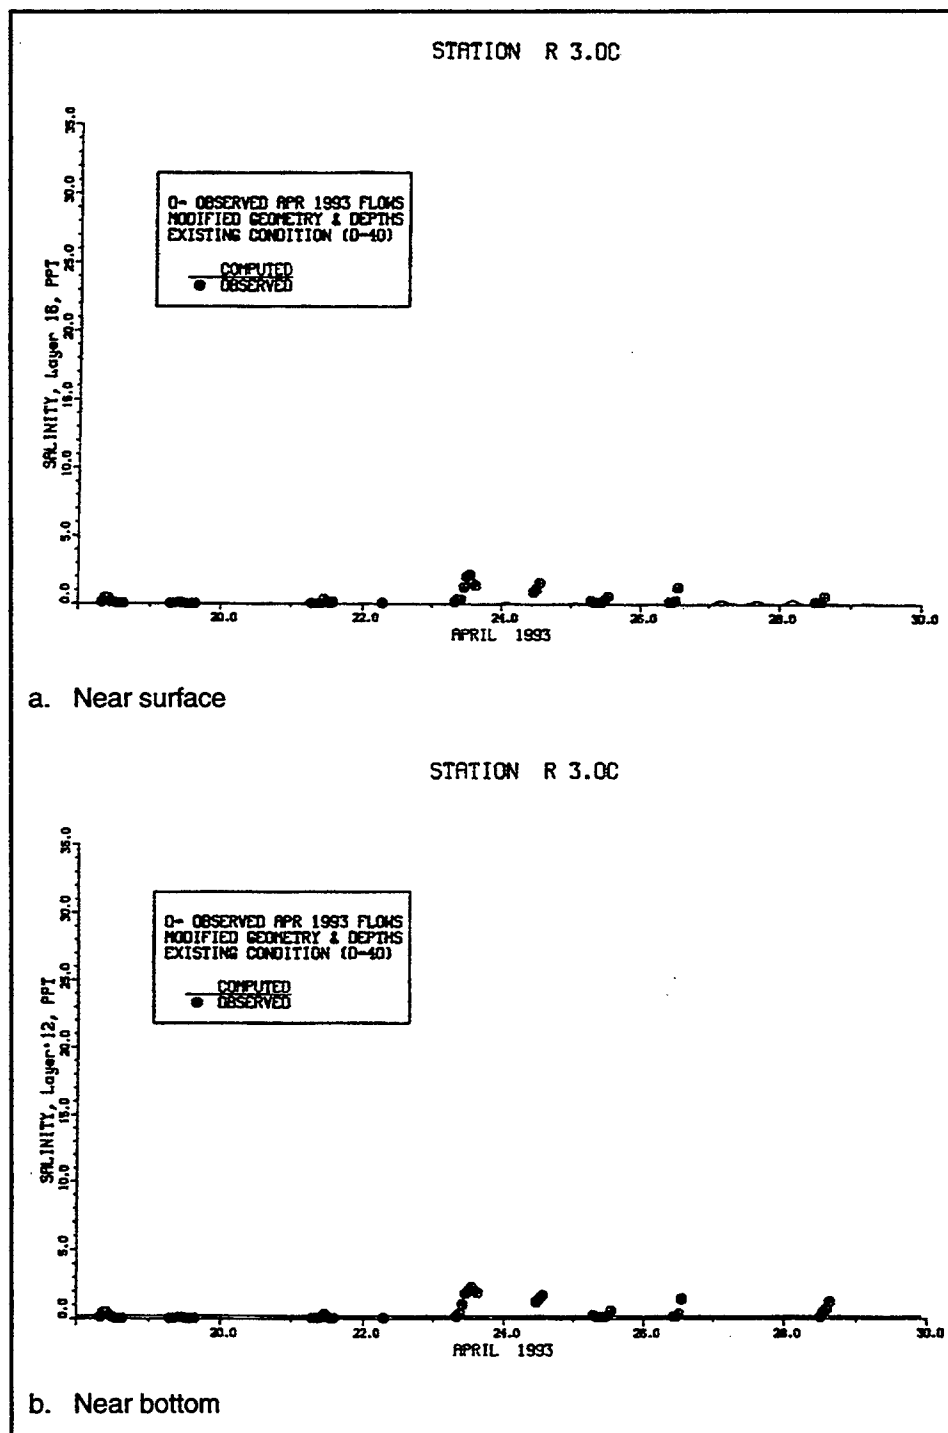 STATION R 3.0C
35.0
30.0
25.0
20.0
15.0
10.0
5.0
0.0
SALINITY, Layer 16, PPT
O- OBSERVED APR 1993 FLOWS
MODIFIED GEOMETRY & DEPTHS
EXISTING CONDITION (O-40)
COMPUTED
OBSERVED
20.0 22.0 24.0 26.0 28.0 30.0
APRIL 1993
a. Near surface
STATION R 3.0C
35.0
30.0
25.0
20.0
15.0
10.0
5.0
0.0
SALINITY, Layer 12, PPT
O- OBSERVED APR 1993 FLOWS
MODIFIED GEOMETRY & DEPTHS
EXISTING CONDITION (O-40)
COMPUTED
OBSERVED
20.0 22.0 24.0 26.0 28.0 30.0
APRIL 1993
b. Near bottom